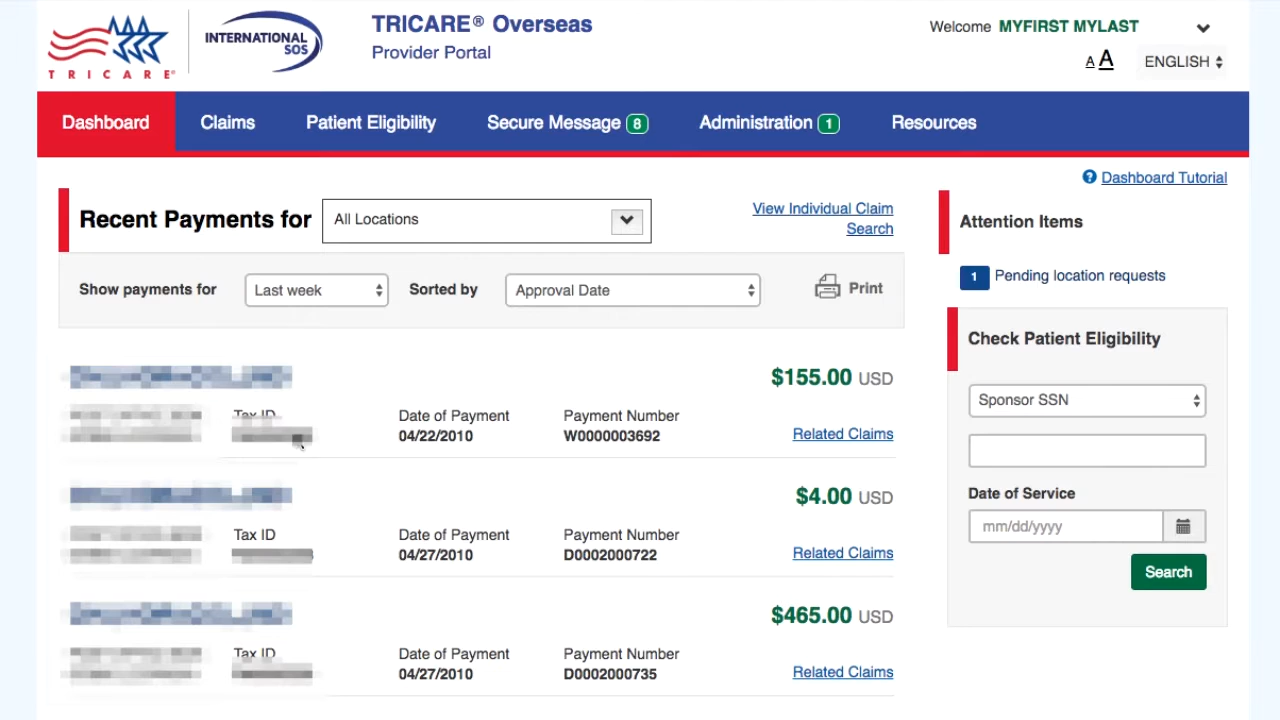 TRICARE®
INTERNATIONAL
SOS
TRICARE® Overseas
Provider Portal
Welcome MYFIRST MYLAST
A A
ENGLISH
Dashboard
Claims
Patient Eligibility
Secure Message 8
Administration 1
Resources
Dashboard Tutorial
Recent Payments for
All Locations
View Individual Claim
Search
Show payments for
Last week
Sorted by
Approval Date
Print
$155.00 USD
Tax ID
Date of Payment
04/22/2010
Payment Number
W0000003692
Related Claims
$4.00 USD
Tax ID
Date of Payment
04/27/2010
Payment Number
D0002000722
Related Claims
$465.00 USD
Tax ID
Date of Payment
04/27/2010
Payment Number
D0002000735
Related Claims
Attention Items
1 Pending location requests
Check Patient Eligibility
Sponsor SSN
Date of Service
mm/dd/yyyy
Search